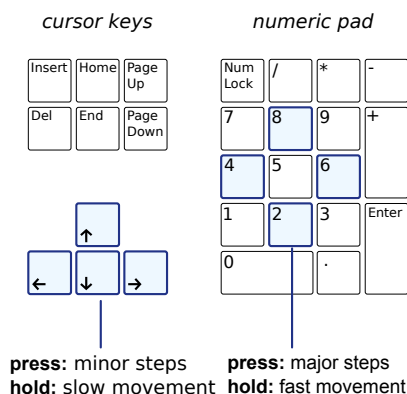 cursor keys
Insert Home Page Up
Del End Page Down
↑
← ↓ →
press: minor steps
hold: slow movement
numeric pad
Num Lock / * -
7 8 9 +
4 5 6
1 2 3 Enter
0 .
press: major steps
hold: fast movement